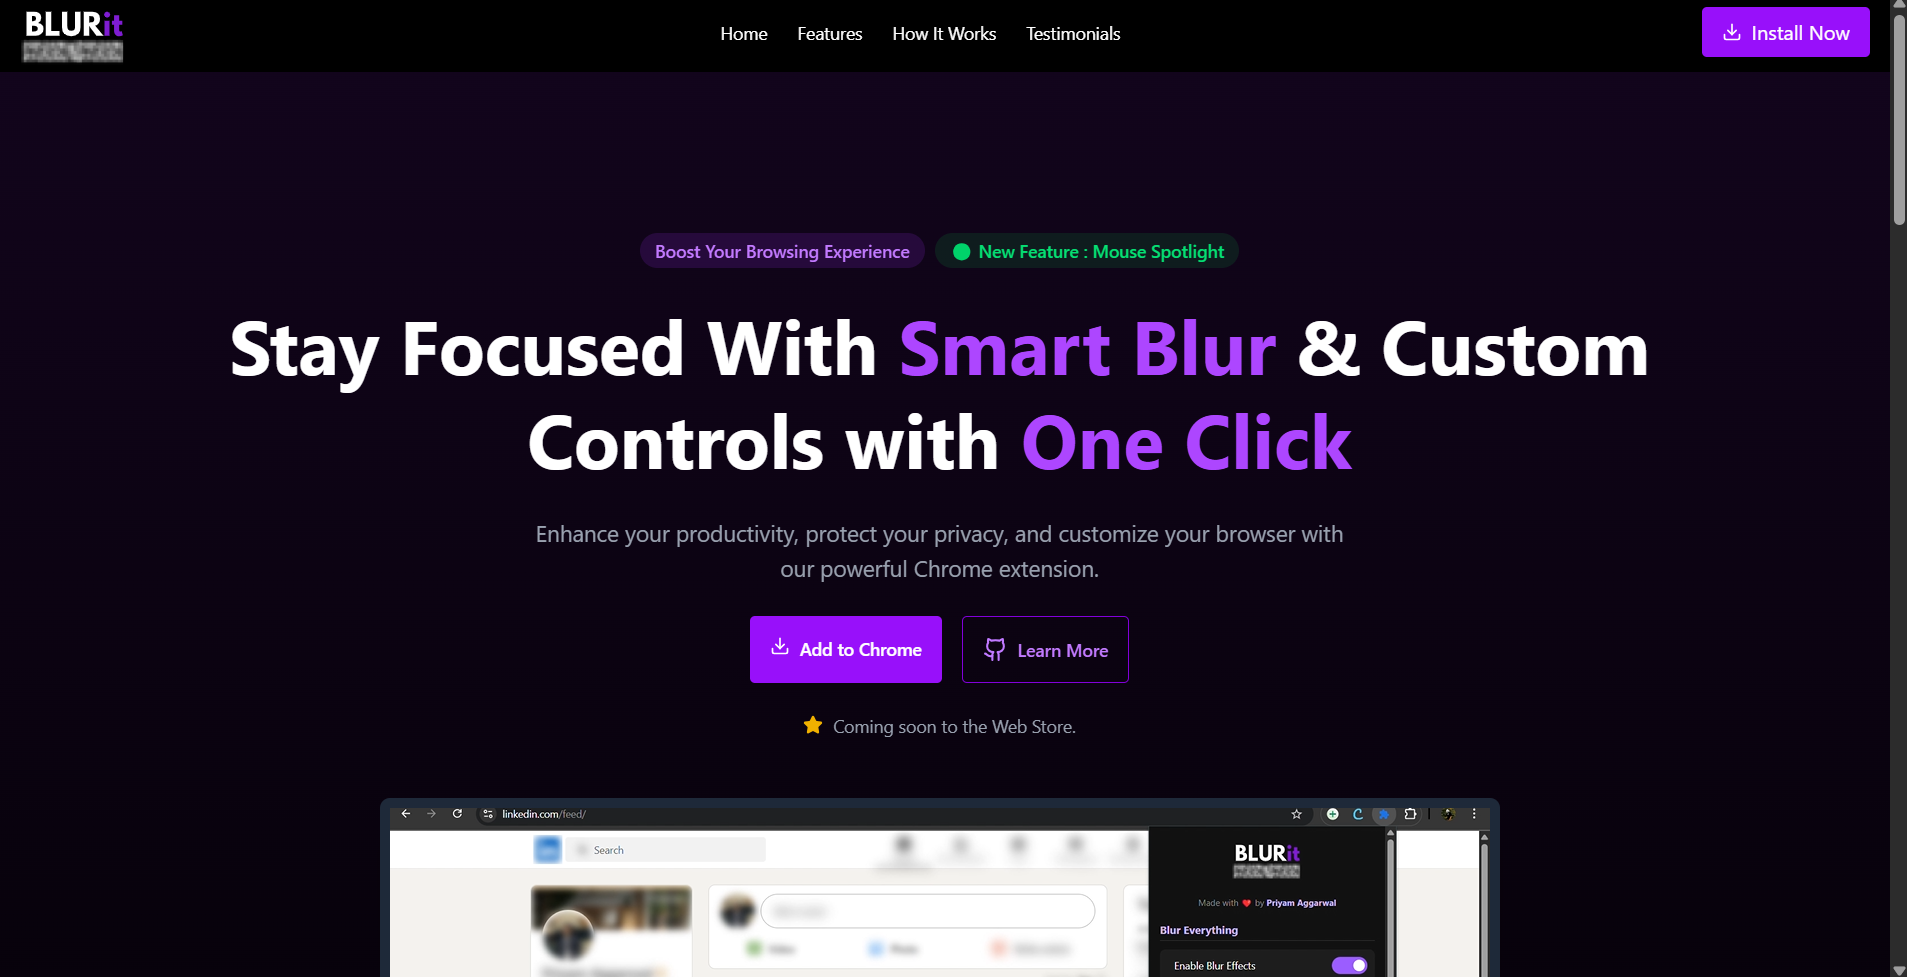 BLURit
Home Features How It Works Testimonials
Install Now
Boost Your Browsing Experience
New Feature : Mouse Spotlight
Stay Focused With Smart Blur & Custom
Controls with One Click
Enhance your productivity, protect your privacy, and customize your browser with
our powerful Chrome extension.
Add to Chrome
Learn More
Coming soon to the Web Store.
linkedin.com/feed/
Search
BLURit
Made with ❤ by Priyam Aggarwal
Blur Everything
Enable Blur Effects